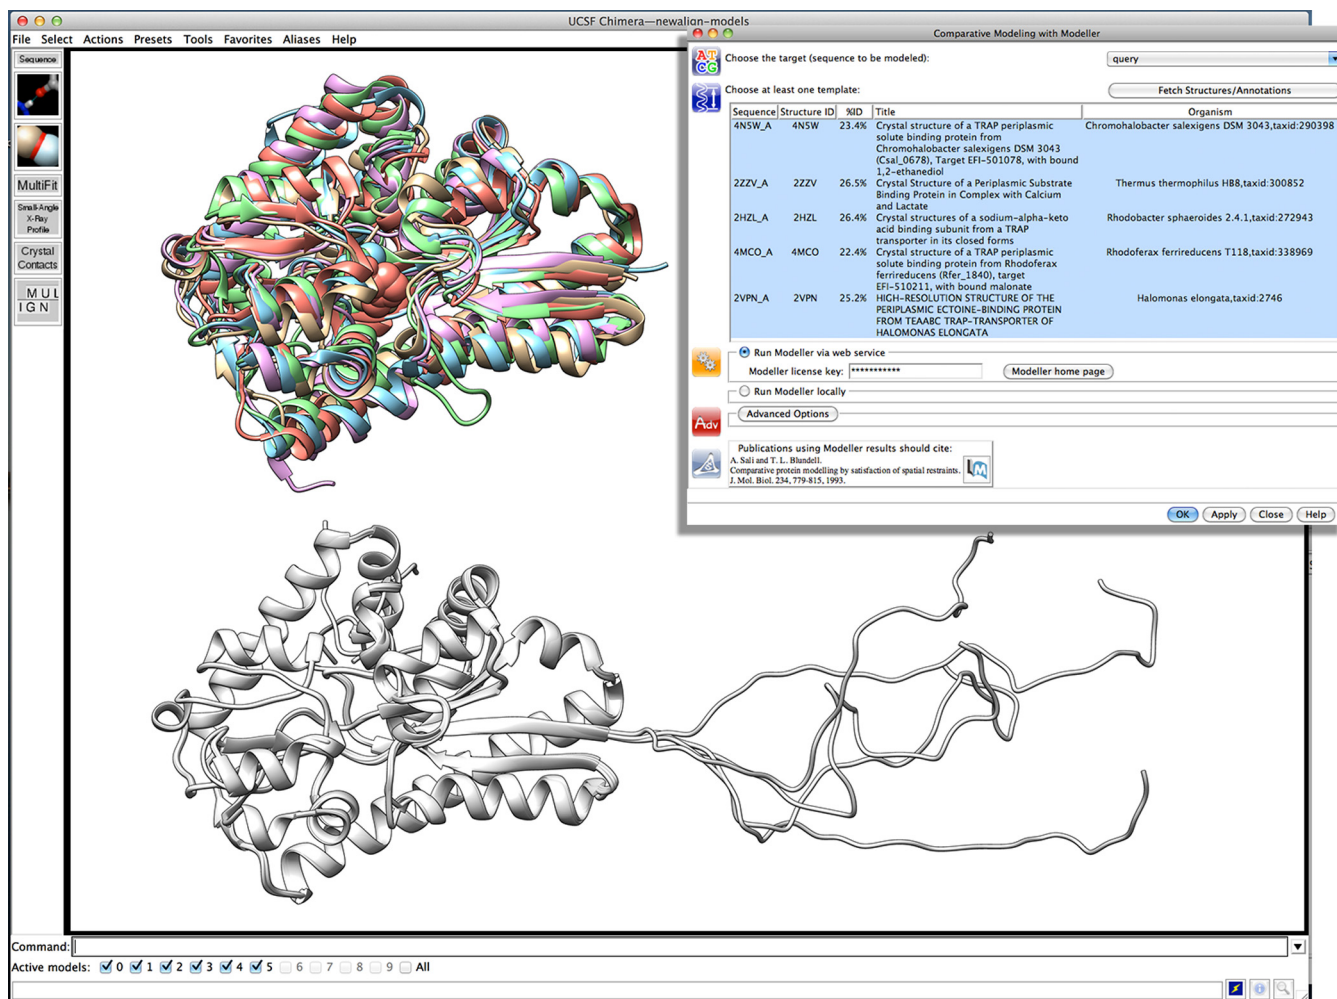 UCSF Chimera—newalign-models
File Select Actions Presets Tools Favorites Aliases Help
Sequence
MultiFit
Small-Angle
X-Ray
Profile
Crystal
Contacts
M U L
I G N
Comparative Modeling with Modeller
Choose the target (sequence to be modeled):
query
Choose at least one template:
Fetch Structures/Annotations
Sequence Structure ID %ID Title Organism
4N5W_A 4N5W 23.4% Crystal structure of a TRAP periplasmic Chromohalobacter salexigens DSM 3043,taxid:290398
solute binding protein from
Chromohalobacter salexigens DSM 3043
(Csal_0678), Target EFI-501078, with bound
1,2-ethanediol
2ZZV_A 2ZZV 26.5% Crystal Structure of a Periplasmic Substrate Thermus thermophilus HB8,taxid:300852
Binding Protein in Complex with Calcium
and Lactate
2HZL_A 2HZL 26.4% Crystal structures of a sodium-alpha-keto Rhodobacter sphaeroides 2.4.1,taxid:272943
acid binding subunit from a TRAP
transporter in its closed forms
4MCO_A 4MCO 22.4% Crystal structure of a TRAP periplasmic Rhodoferax ferrireducens T118,taxid:338969
solute binding protein from Rhodoferax
ferrireducens (Rfer_1840), target
EFI-510211, with bound malonate
2VPN_A 2VPN 25.2% HIGH-RESOLUTION STRUCTURE OF THE Halomonas elongata,taxid:2746
PERIPLASMIC ECTOINE-BINDING PROTEIN
FROM TEAABC TRAP-TRANSPORTER OF
HALOMONAS ELONGATA
Run Modeller via web service
Modeller license key: *********** Modeller home page
Run Modeller locally
Adv
Advanced Options
Publications using Modeller results should cite:
A. Sali and T. L. Blundell.
Comparative protein modelling by satisfaction of spatial restraints.
J. Mol. Biol. 234, 779-815, 1993.
OK Apply Close Help
Command:
Active models: 0 1 2 3 4 5 6 7 8 9 All